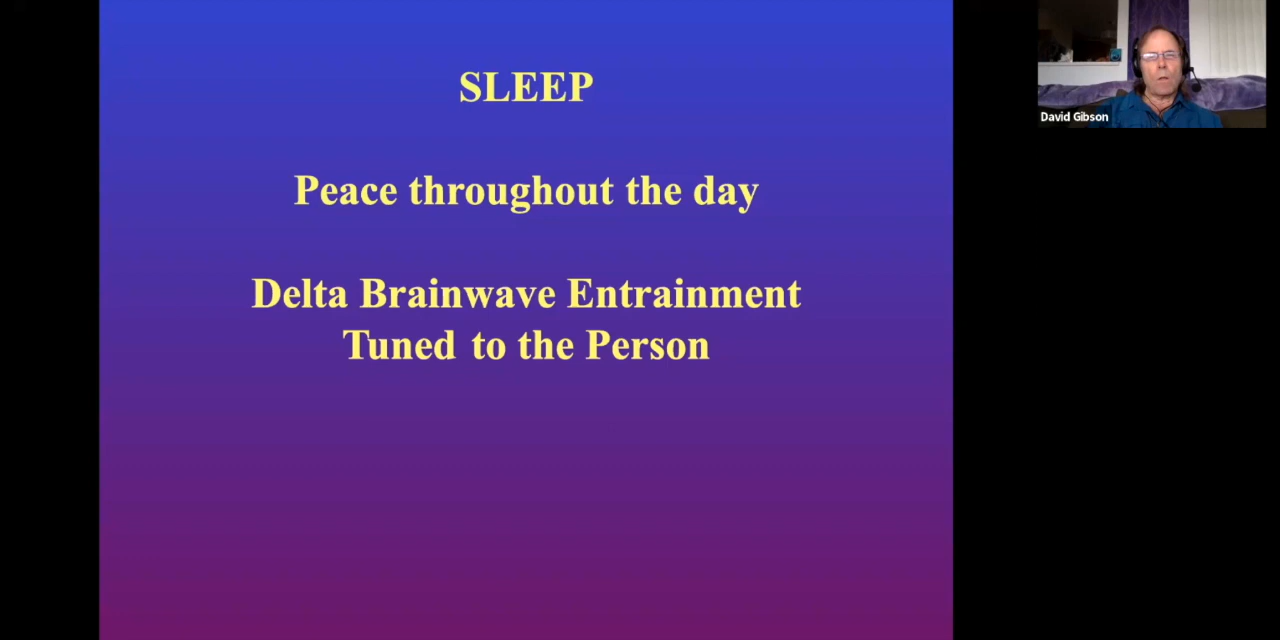 SLEEP
Peace throughout the day
Delta Brainwave Entrainment
Tuned to the Person
David Gibson